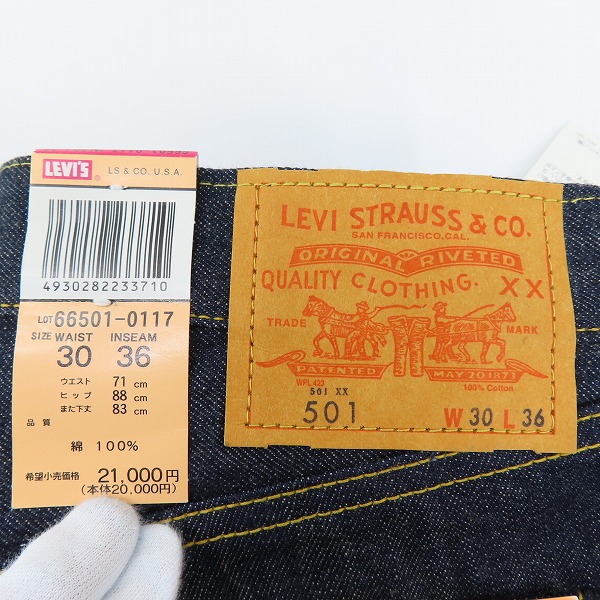 LEVI'S
LS & CO. U.S.A.
4930282233710
LOT 66501-0117
SIZE WAIST INSEAM
30 36
ウエスト 71 cm
ヒップ 88 cm
また下丈 83 cm
品質
綿 100%
希望小売価格 21,000円
(本体20,000円)
LEVI STRAUSS & CO.
SAN FRANCISCO, CAL.
ORIGINAL RIVETED
QUALITY CLOTHING. XX
TRADE MARK
PATENTED MAY 20 1873
WPL 423
100% Cotton
501 XX
501 W 30 L 36